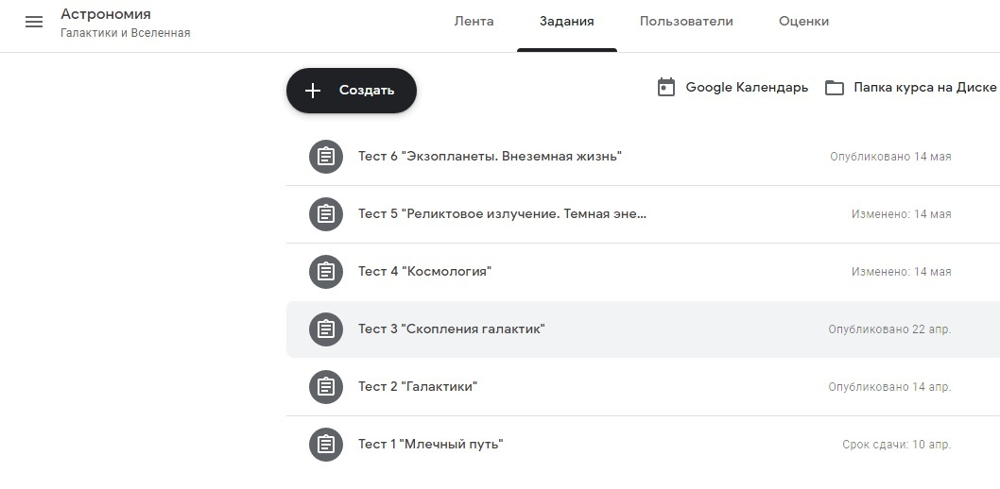 Астрономия
Галактики и Вселенная
Лента Задания Пользователи Оценки
Создать Google Календарь Папка курса на Диске
Тест 6 "Экзопланеты. Внеземная жизнь" Опубликовано 14 мая
Тест 5 "Реликтовое излучение. Темная эне... Изменено: 14 мая
Тест 4 "Космология" Изменено: 14 мая
Тест 3 "Скопления галактик" Опубликовано 22 апр.
Тест 2 "Галактики" Опубликовано 14 апр.
Тест 1 "Млечный путь" Срок сдачи: 10 апр.